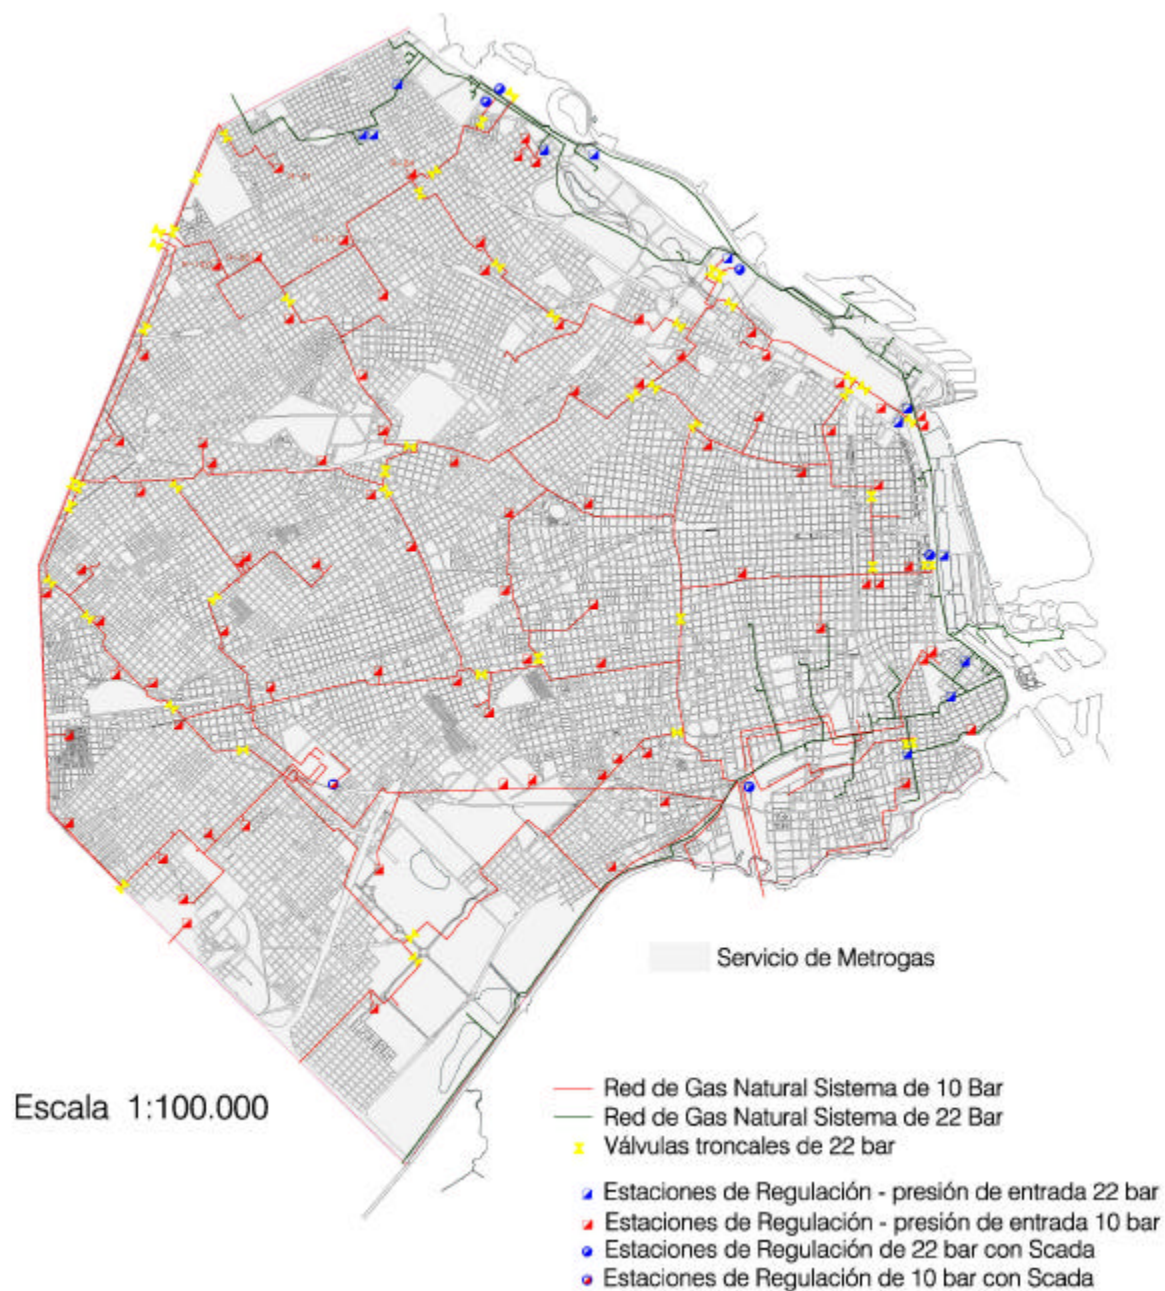 Servicio de Metrogas
Escala 1:100.000
Red de Gas Natural Sistema de 10 Bar
Red de Gas Natural Sistema de 22 Bar
Válvulas troncales de 22 bar
Estaciones de Regulación - presión de entrada 22 bar
Estaciones de Regulación - presión de entrada 10 bar
Estaciones de Regulación de 22 bar con Scada
Estaciones de Regulación de 10 bar con Scada